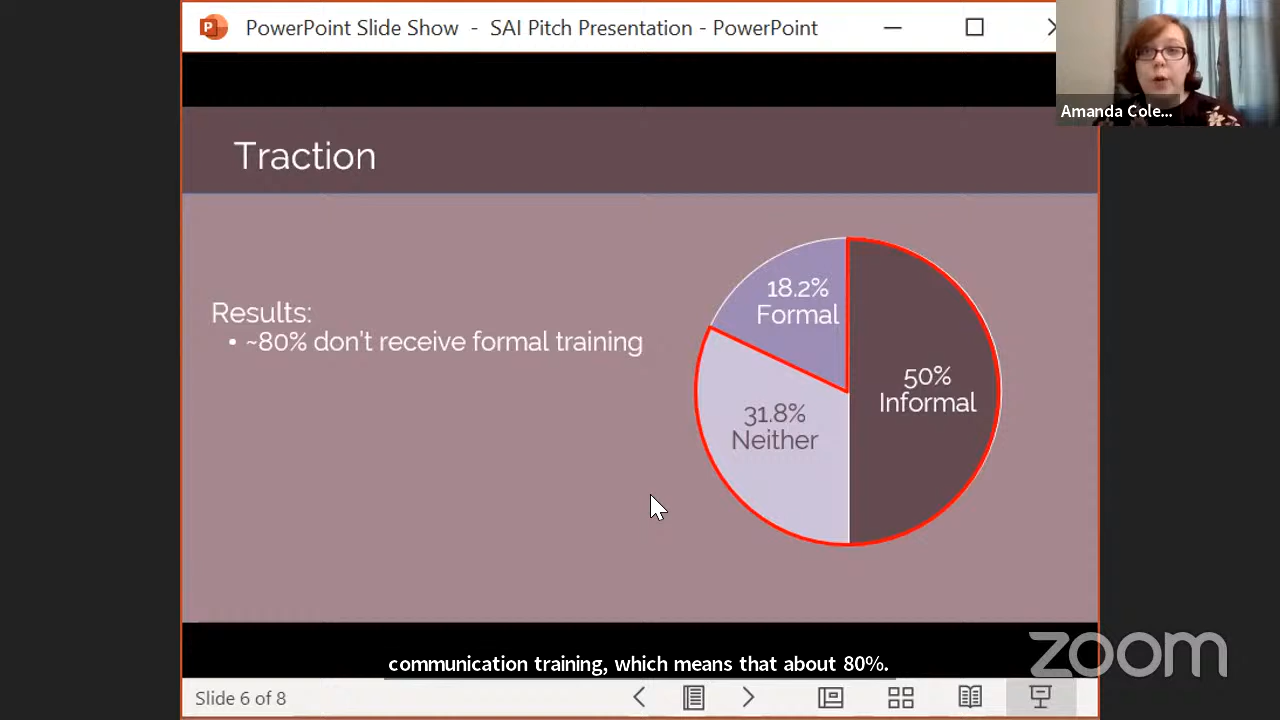 PowerPoint Slide Show - SAI Pitch Presentation - PowerPoint
Amanda Cole...
Traction
Results:
• ~80% don't receive formal training
18.2%
Formal
50%
Informal
31.8%
Neither
communication training, which means that about 80%.
zoom
Slide 6 of 8